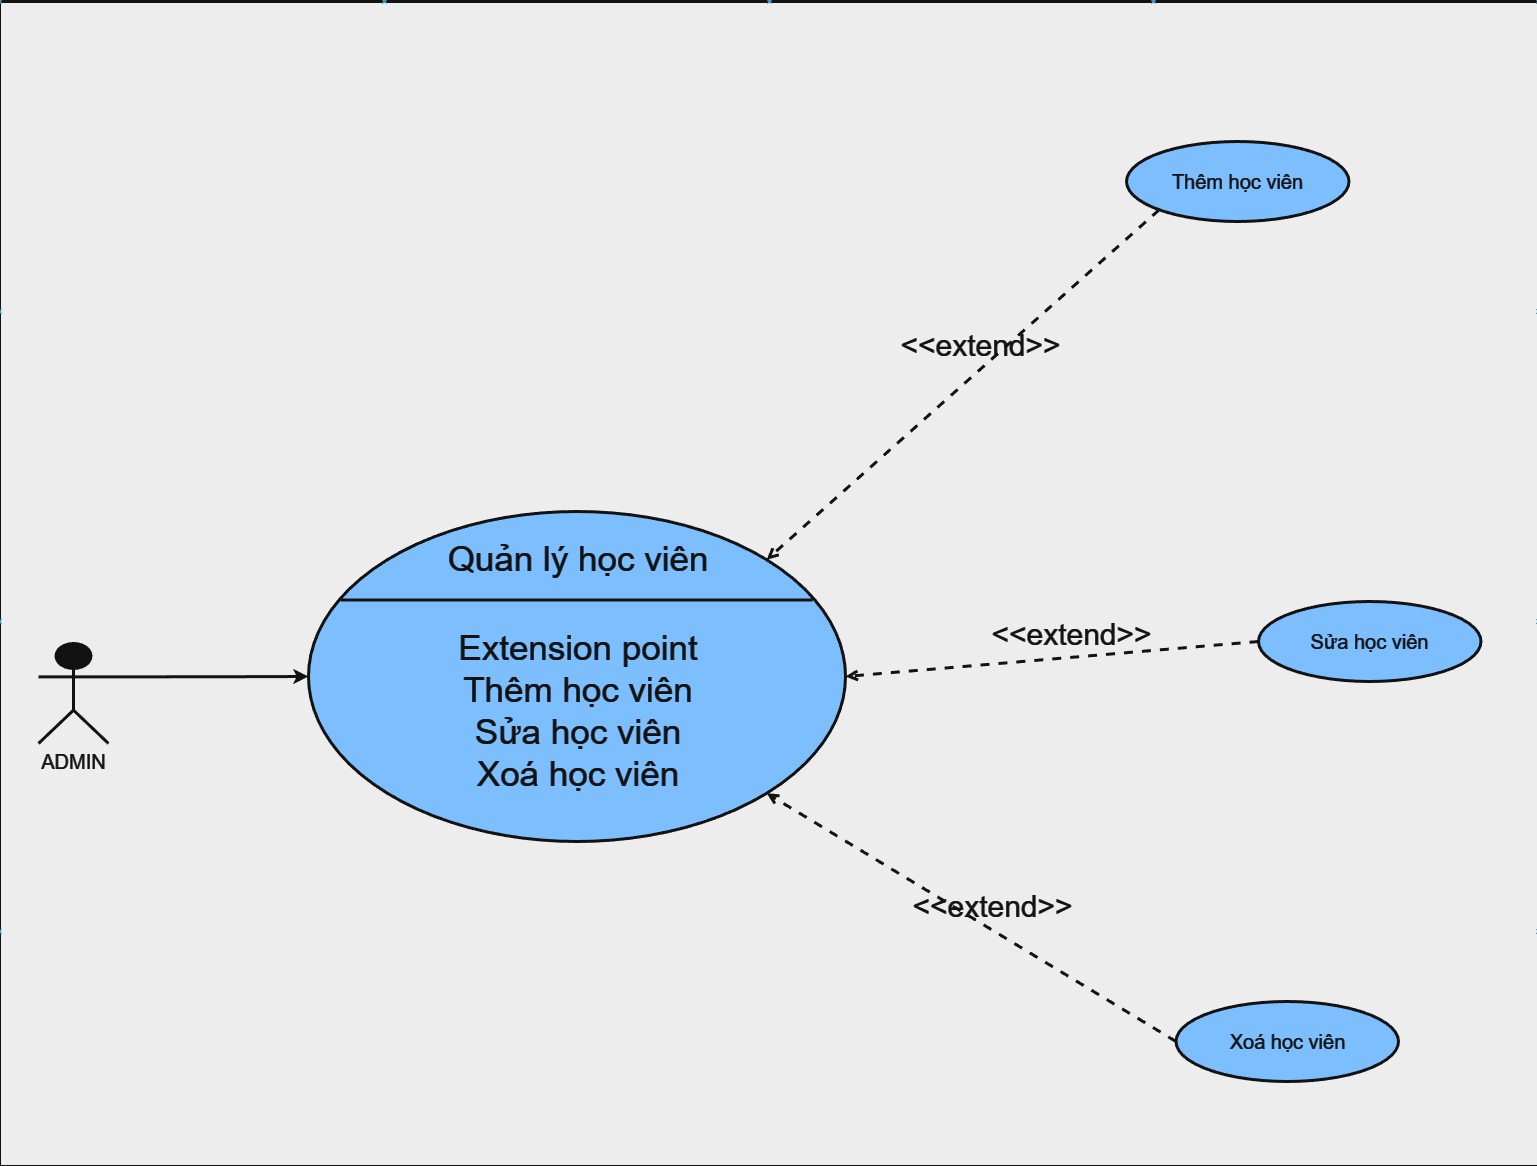 Thêm học viên
<<extend>>
Quản lý học viên
Extension point
Thêm học viên
Sửa học viên
Xoá học viên
<<extend>>
Sửa học viên
ADMIN
<<extend>>
Xoá học viên